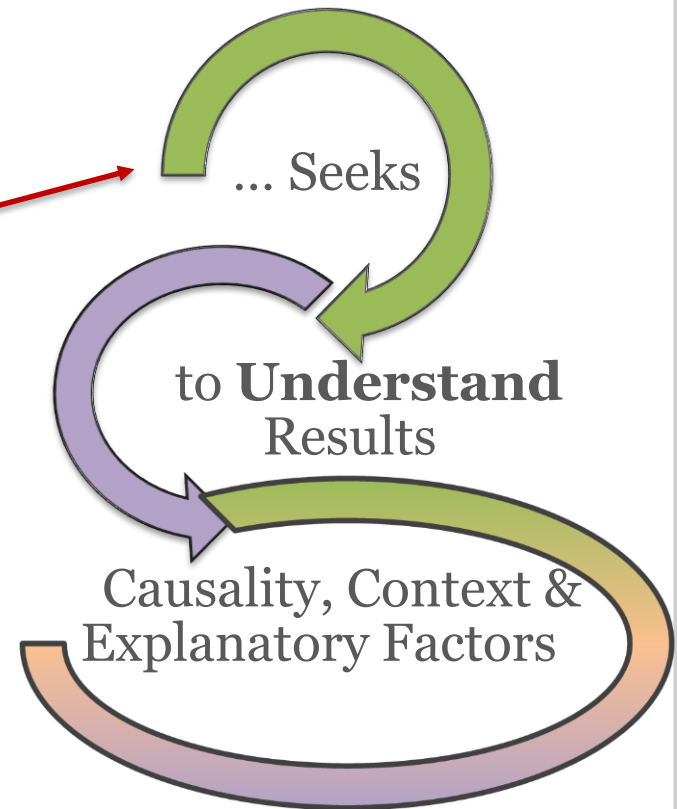 ... Seeks
to Understand
Results
Causality, Context &
Explanatory Factors